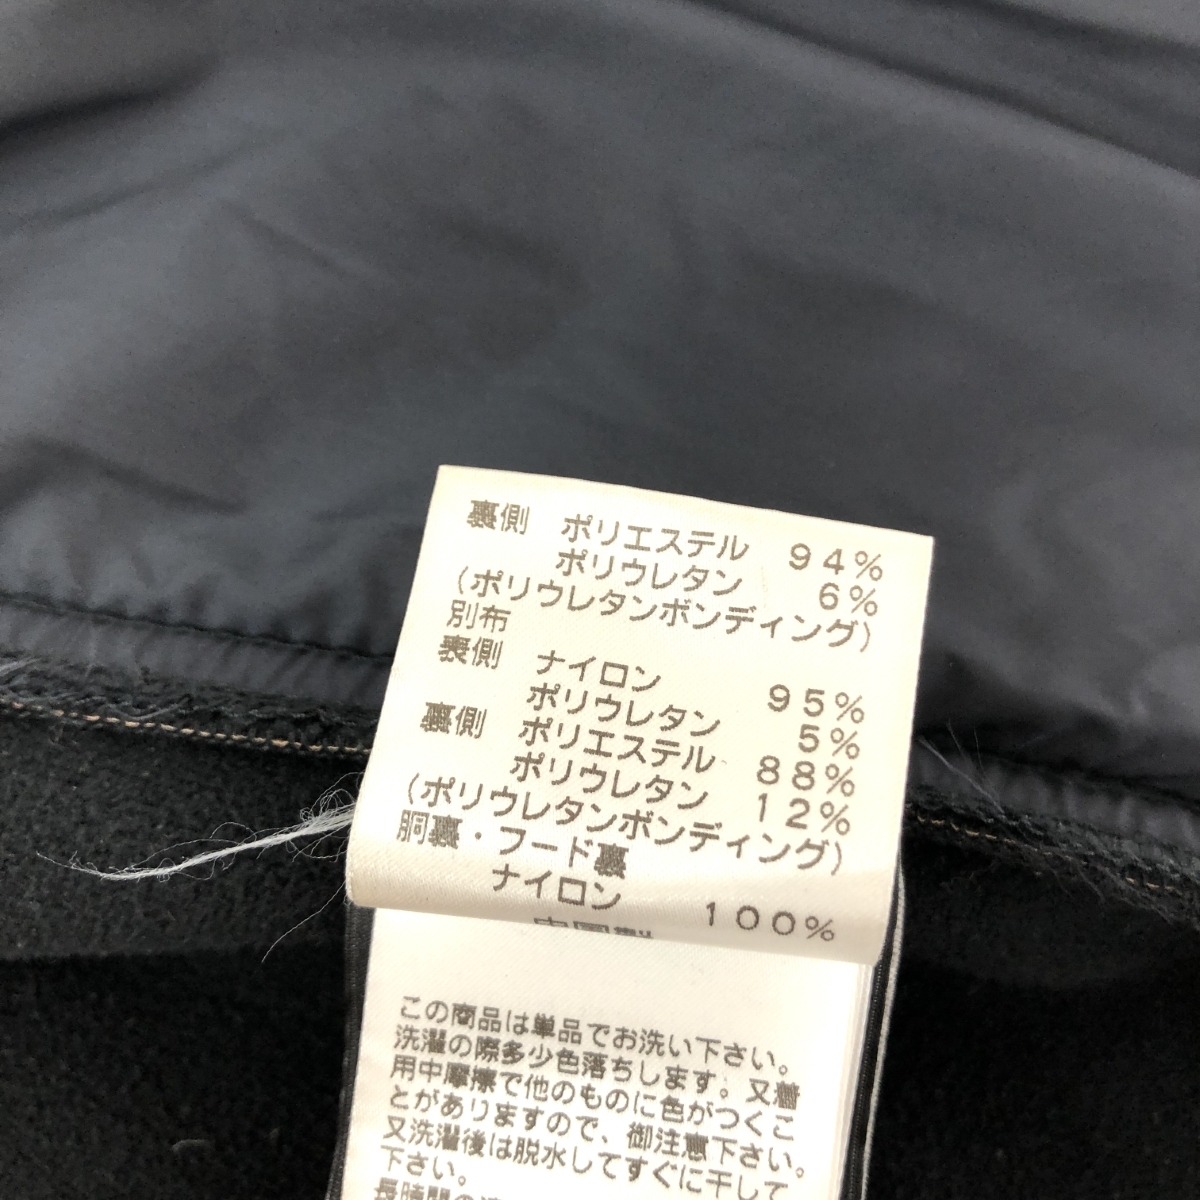 裏側 ポリエステル 94%
ポリウレタン 6%
(ポリウレタンボンディング)
別布
表側 ナイロン 95%
ポリウレタン 5%
裏側 ポリエステル 88%
ポリウレタン 12%
(ポリウレタンボンディング)
胴裏・フード裏
ナイロン 100%
中国製
この商品は単品でお洗い下さい。
洗濯の際多少色落ちします。又着
用中摩擦で他のものに色がつくこ
とがありますので、御注意下さい。
又洗濯後は脱水してすぐに干して
下さい。
長時間の